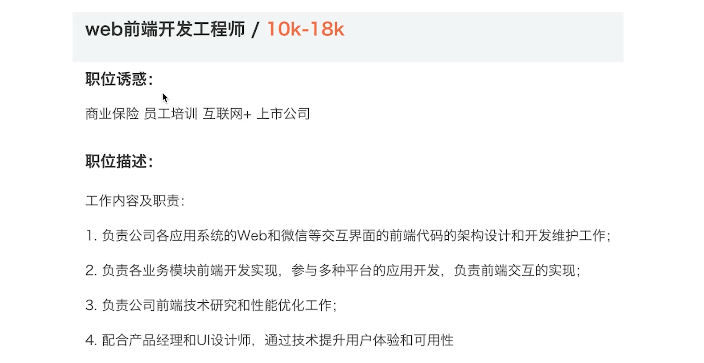 web前端开发工程师 / 10k-18k
职位诱惑：
商业保险 员工培训 互联网+ 上市公司
职位描述：
工作内容及职责：
1. 负责公司各应用系统的Web和微信等交互界面的前端代码的架构设计和开发维护工作；
2. 负责各业务模块前端开发实现，参与多种平台的应用开发，负责前端交互的实现；
3. 负责公司前端技术研究和性能优化工作；
4. 配合产品经理和UI设计师，通过技术提升用户体验和可用性